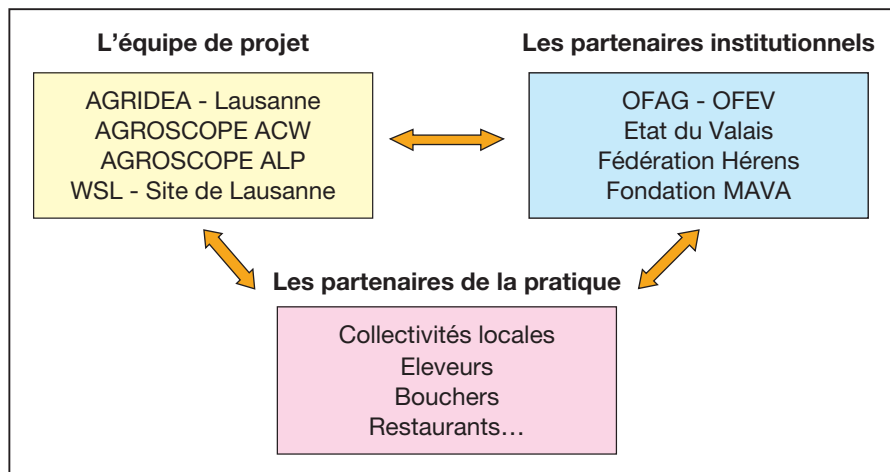 L'équipe de projet
AGRIDEA - Lausanne
AGROSCOPE ACW
AGROSCOPE ALP
WSL - Site de Lausanne
Les partenaires institutionnels
OFAG - OFEV
Etat du Valais
Fédération Hérens
Fondation MAVA
Les partenaires de la pratique
Collectivités locales
Eleveurs
Bouchers
Restaurants…